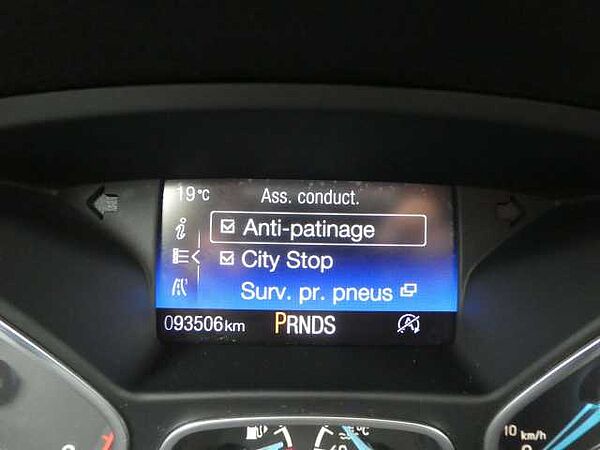 19°C Ass. conduct.
Anti-patinage
City Stop
Surv. pr. pneus
093506km PRNDS
10 km/h
°C